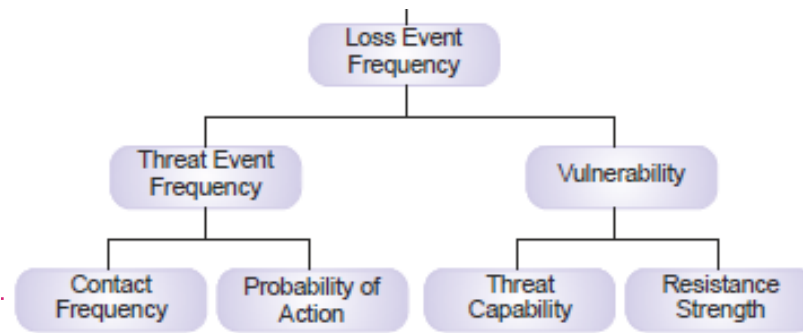 Loss Event
Frequency
Threat Event
Frequency
Vulnerability
Contact
Frequency
Probability of
Action
Threat
Capability
Resistance
Strength